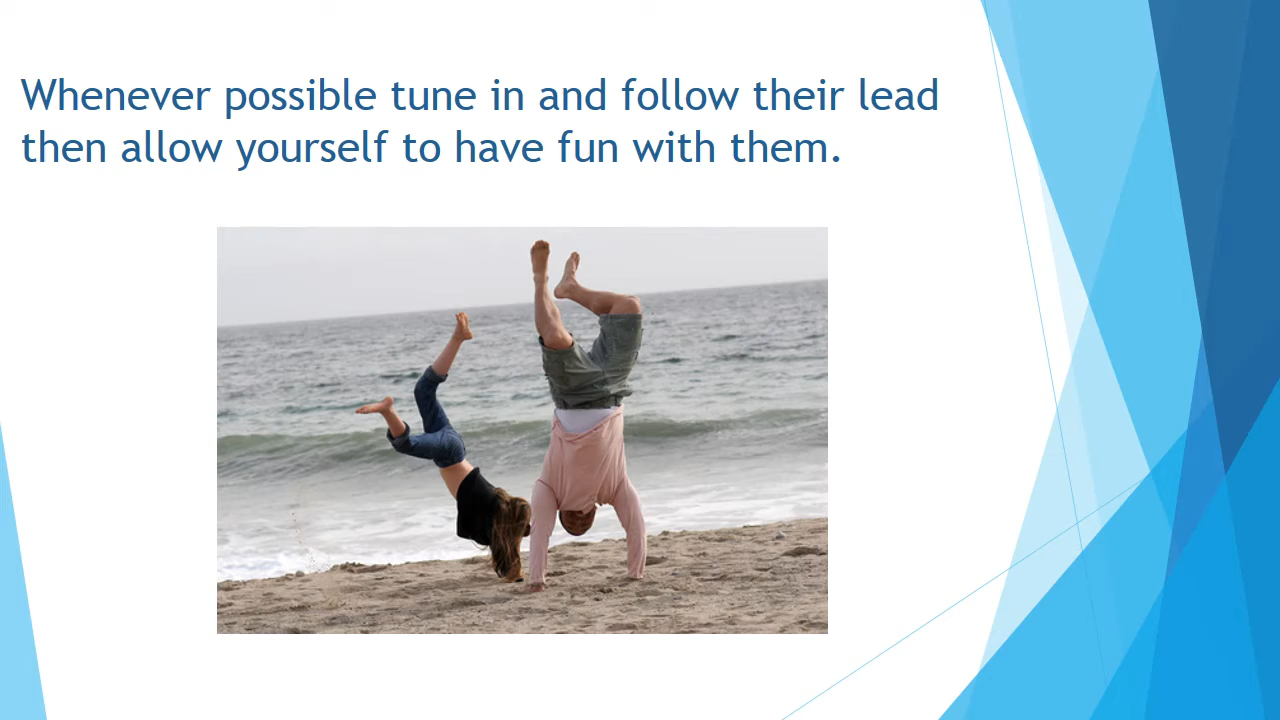 Whenever possible tune in and follow their lead
then allow yourself to have fun with them.